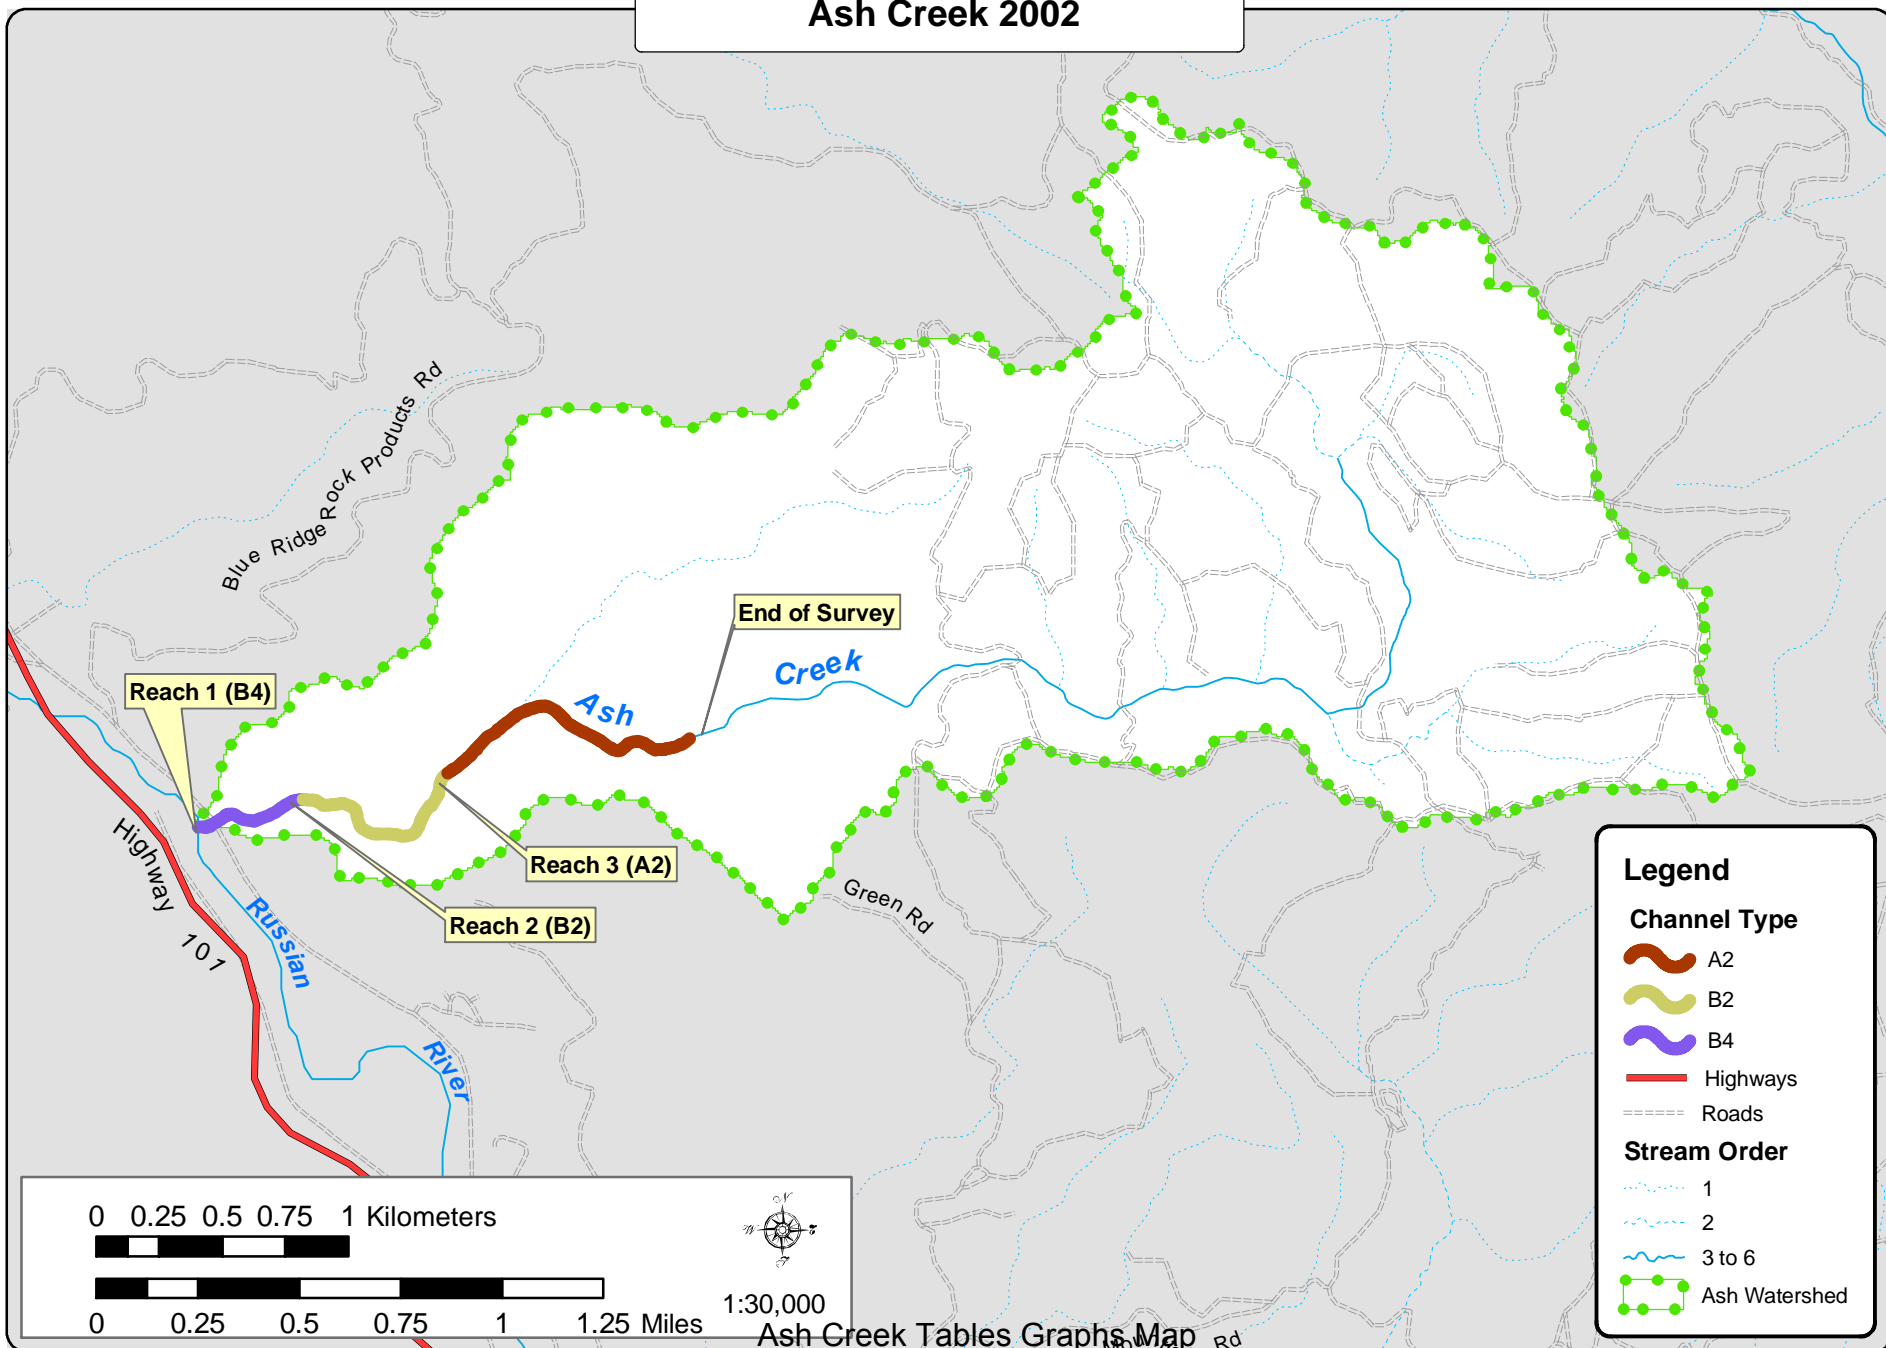 Ash Creek 2002
Blue Ridge Rock Products Rd
End of Survey
Creek
Reach 1 (B4)
Ash
Highway 101
Reach 3 (A2)
Green Rd
Reach 2 (B2)
Russian
River
Legend
Channel Type
A2
B2
B4
Highways
Roads
Stream Order
1
2
3 to 6
Ash Watershed
N
W
E
S
0 0.25 0.5 0.75 1 Kilometers
0 0.25 0.5 0.75 1 1.25 Miles
1:30,000
Ash Creek Tables Graphs Map
Rd